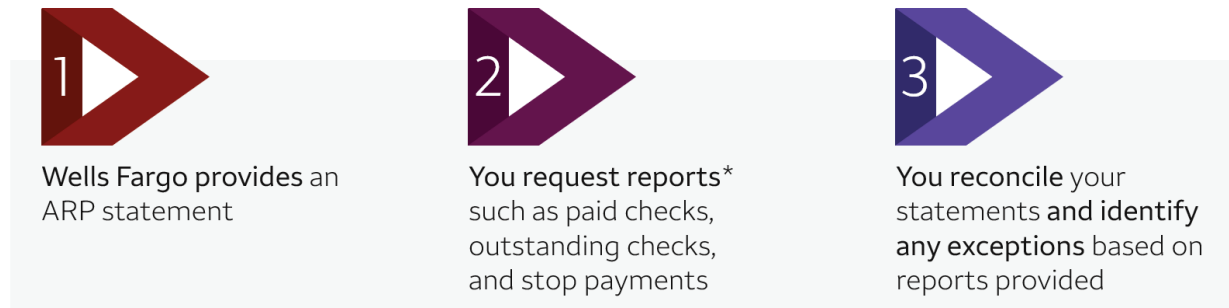 1
Wells Fargo provides an
ARP statement
2
You request reports*
such as paid checks,
outstanding checks,
and stop payments
3
You reconcile your
statements and identify
any exceptions based on
reports provided